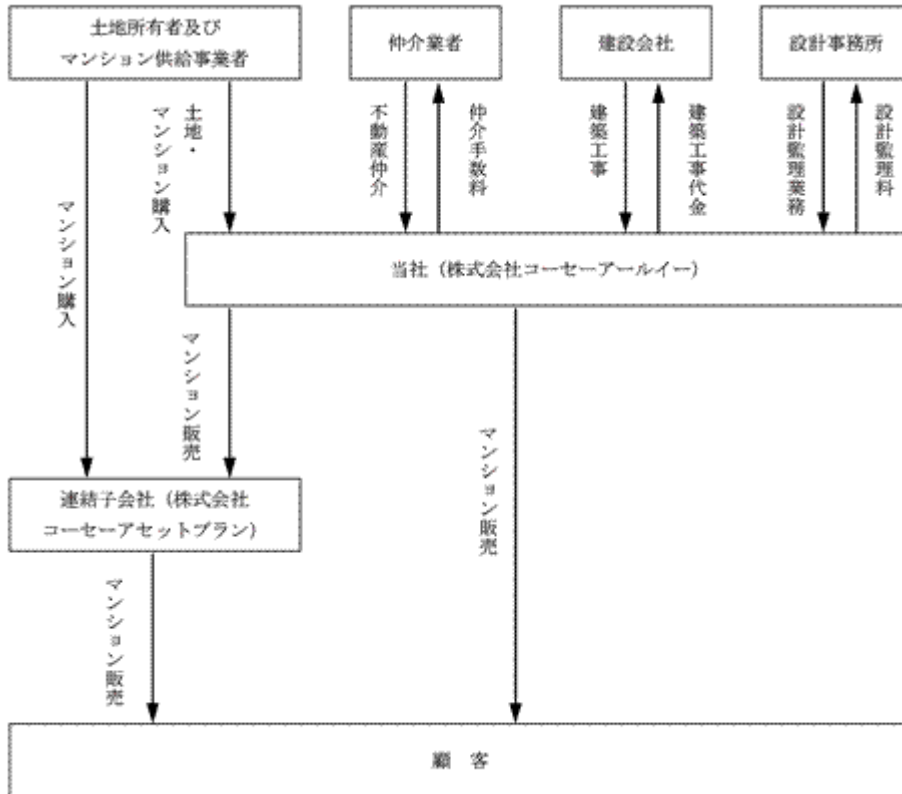 土地所有者及び
マンション供給事業者
仲介業者
建設会社
設計事務所
マンション購入
土地・
マンション購入
不動産仲介
仲介手数料
建築工事
建築工事代金
設計監理業務
設計監理料
当社（株式会社コーセーアールイー）
マンション販売
マンション販売
連結子会社（株式会社
コーセーアセットプラン）
マンション販売
顧　客